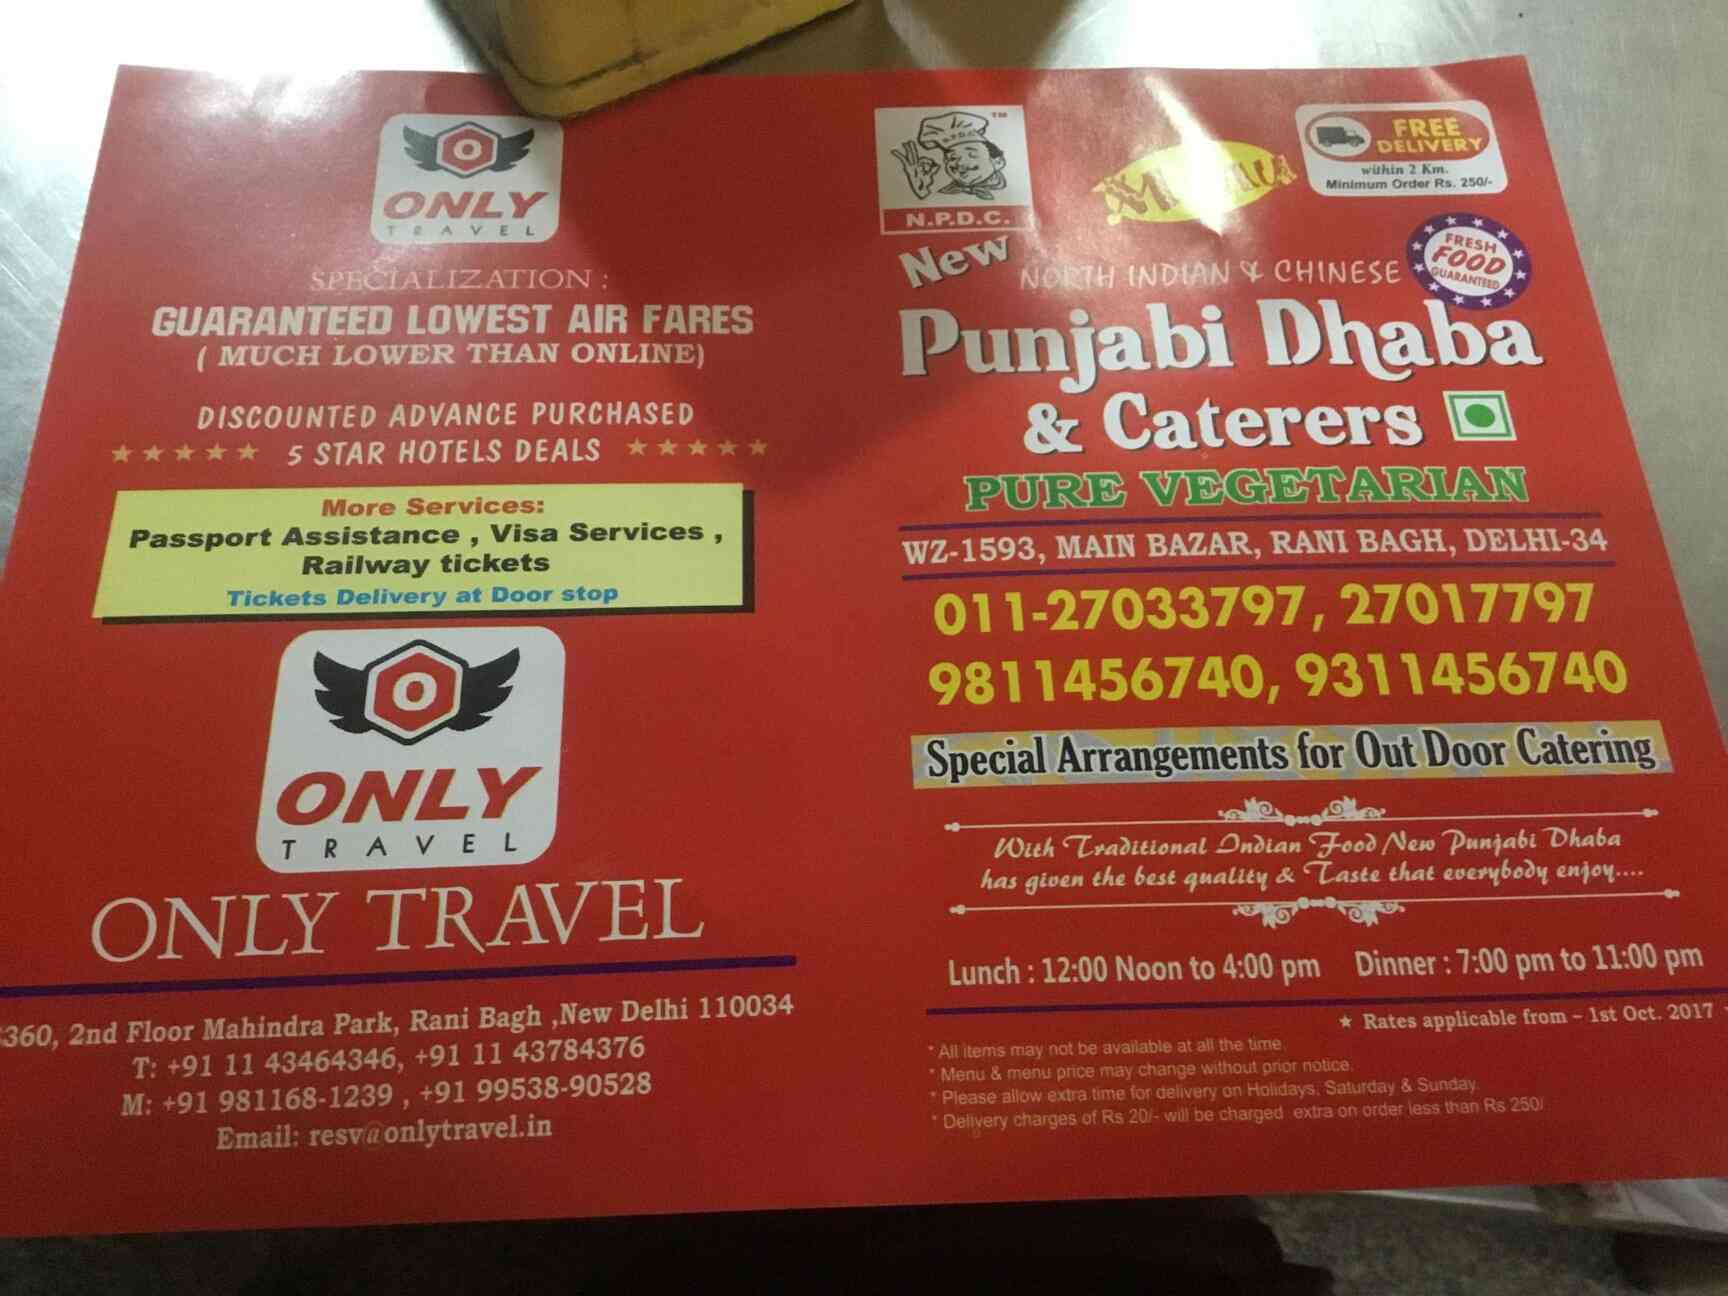 O
ONLY
TRAVEL
SPECIALIZATION :
GUARANTEED LOWEST AIR FARES
( MUCH LOWER THAN ONLINE)
DISCOUNTED ADVANCE PURCHASED
★★★★★ 5 STAR HOTELS DEALS ★★★★★
More Services:
Passport Assistance , Visa Services ,
Railway tickets
Tickets Delivery at Door stop
O
ONLY
TRAVEL
ONLY TRAVEL
360, 2nd Floor Mahindra Park, Rani Bagh ,New Delhi 110034
T: +91 11 43464346, +91 11 43784376
M: +91 981168-1239 , +91 99538-90528
Email: resv@onlytravel.in
TM
N.P.D.C.
FREE
DELIVERY
within 2 Km.
Minimum Order Rs. 250/-
FRESH
FOOD
GUARANTEED
New
NORTH INDIAN & CHINESE
Punjabi Dhaba
& Caterers
PURE VEGETARIAN
WZ-1593, MAIN BAZAR, RANI BAGH, DELHI-34
011-27033797, 27017797
9811456740, 9311456740
Special Arrangements for Out Door Catering
With Traditional Indian Food New Punjabi Dhaba
has given the best quality & Taste that everybody enjoy....
Lunch : 12:00 Noon to 4:00 pm Dinner : 7:00 pm to 11:00 pm
★ Rates applicable from – 1st Oct. 2017
* All items may not be available at all the time.
* Menu & menu price may change without prior notice.
* Please allow extra time for delivery on Holidays, Saturday & Sunday.
* Delivery charges of Rs 20/- will be charged extra on order less than Rs 250/